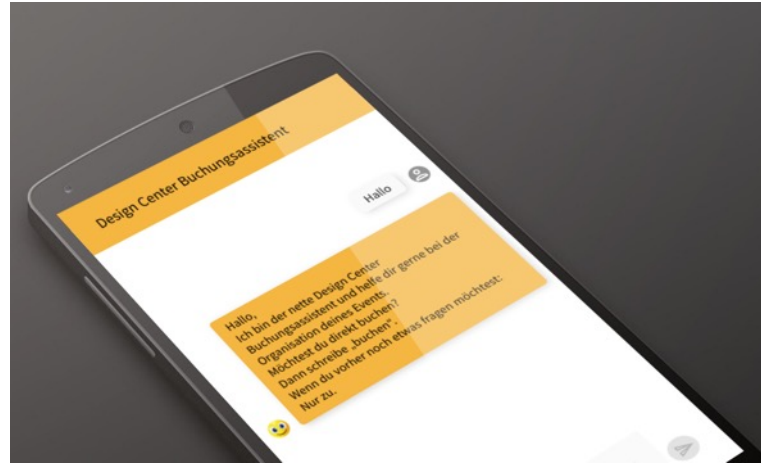 Design Center Buchungsassistent
Hallo
Hallo,
Ich bin der nette Design Center
Buchungsassistent und helfe dir gerne bei der
Organisation deines Events.
Möchtest du direkt buchen?
Dann schreibe „buchen“.
Wenn du vorher noch etwas fragen möchtest:
Nur zu.